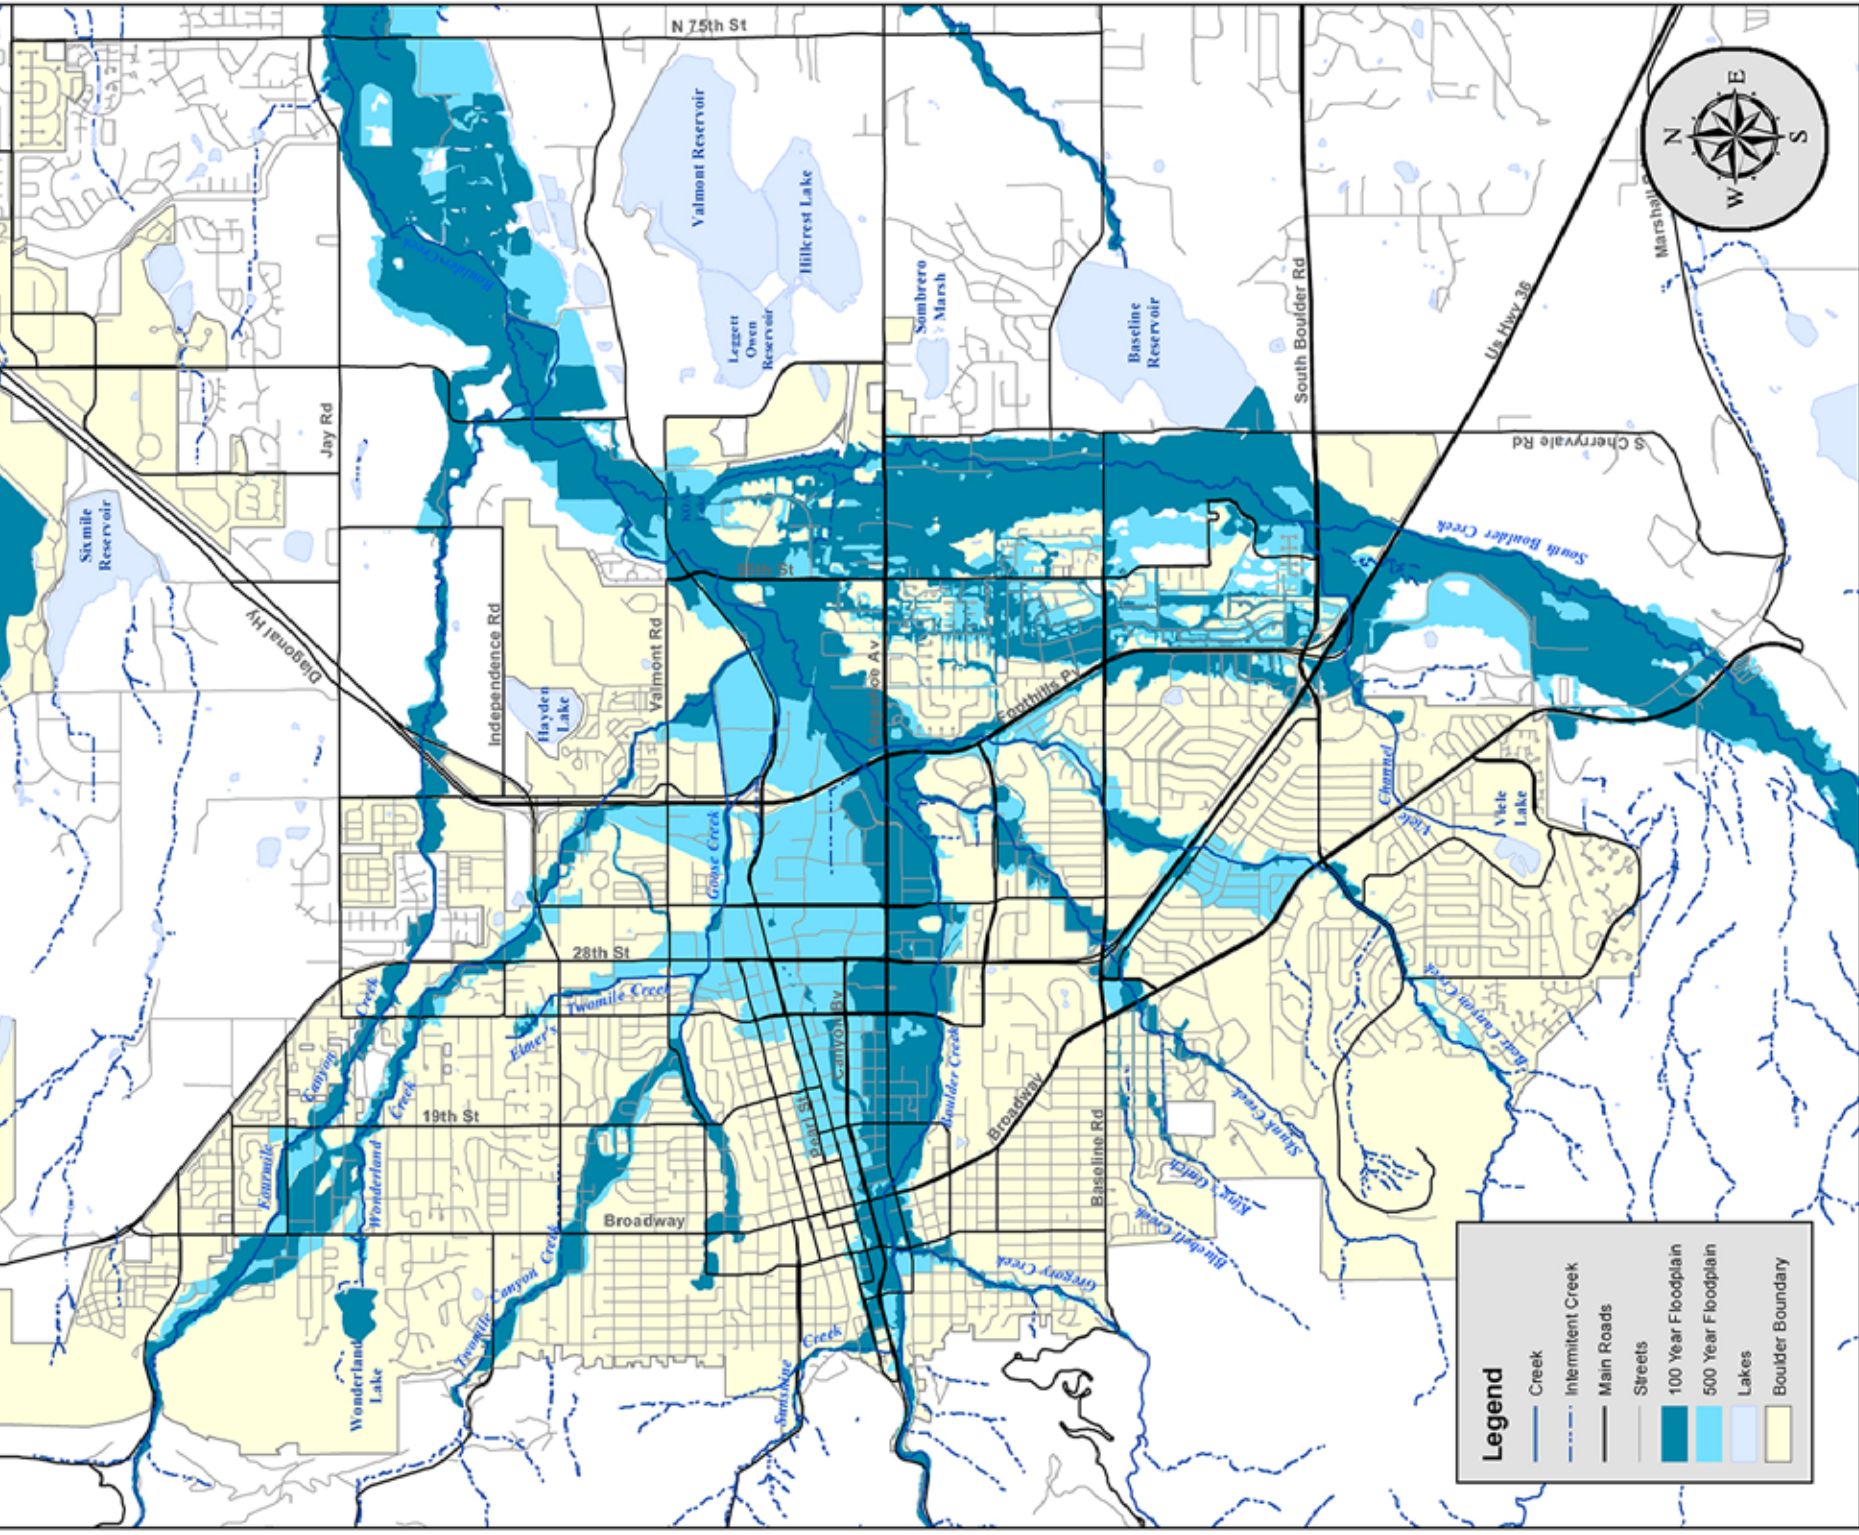 N 75th St
Valmont Reservoir
Hillcrest Lake
Leggett
Owen
Reservoir
Sombrero
Marsh
Baseline
Reservoir
South Boulder Rd
Us Hwy 36
Marshall
N
E
S
W
Boulder Creek
Jay Rd
S Cherryvale Rd
Sixmile
Reservoir
Diagonal Hy
Independence Rd
Hayden
Lake
Valmont Rd
55th St
Arapahoe Av
Foothills Py
South Boulder Creek
Goose Creek
Viele
Channel
Viele
Lake
28th St
Elmer's Twomile Creek
Canyon Bv
Pearl St
Boulder Creek
Broadway
Baseline Rd
Bear Canyon Creek
Skunk Creek
King's Gulch
Bluebell Creek
Gregory Creek
Fourmile Canyon Creek
Wonderland Creek
19th St
Broadway
Twomile Canyon Creek
Wonderland
Lake
Sunshine Creek
Legend
Creek
Intermitent Creek
Main Roads
Streets
100 Year Floodplain
500 Year Floodplain
Lakes
Boulder Boundary